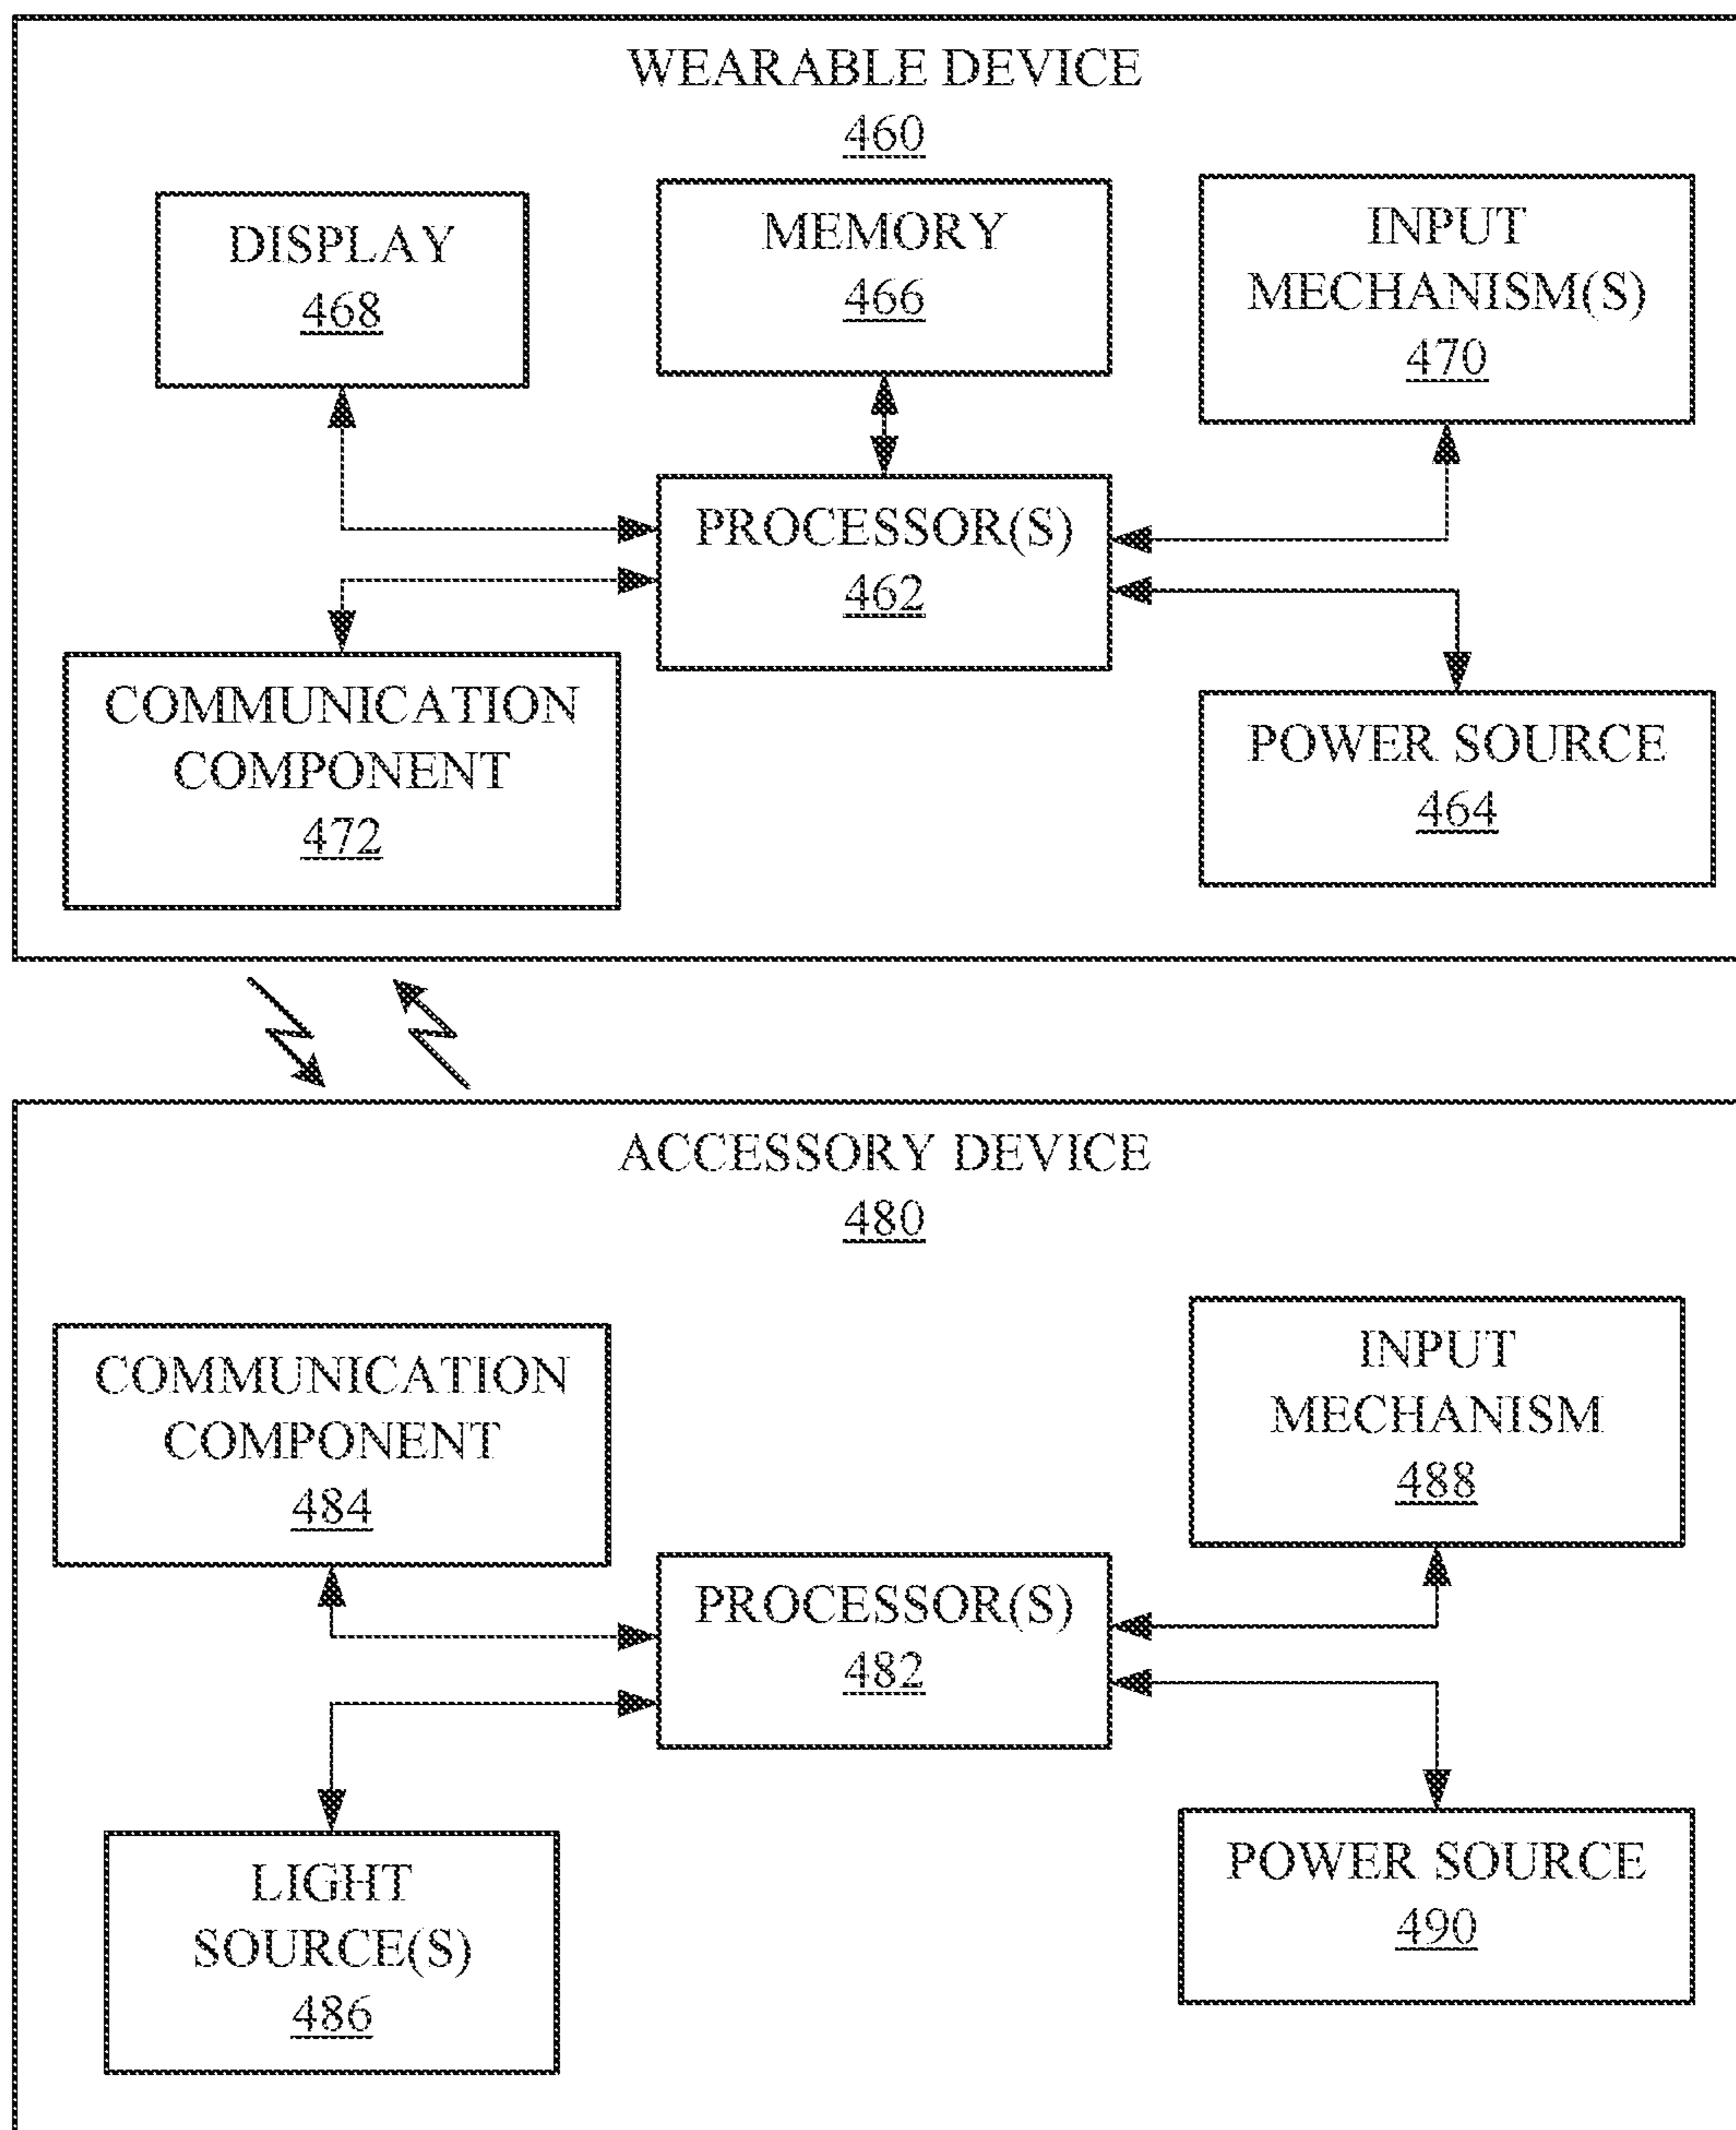 WEARABLE DEVICE
460
DISPLAY
468
MEMORY
466
INPUT
MECHANISM(S)
470
PROCESSOR(S)
462
COMMUNICATION
COMPONENT
472
POWER SOURCE
464
ACCESSORY DEVICE
480
COMMUNICATION
COMPONENT
484
INPUT
MECHANISM
488
PROCESSOR(S)
482
LIGHT
SOURCE(S)
486
POWER SOURCE
490